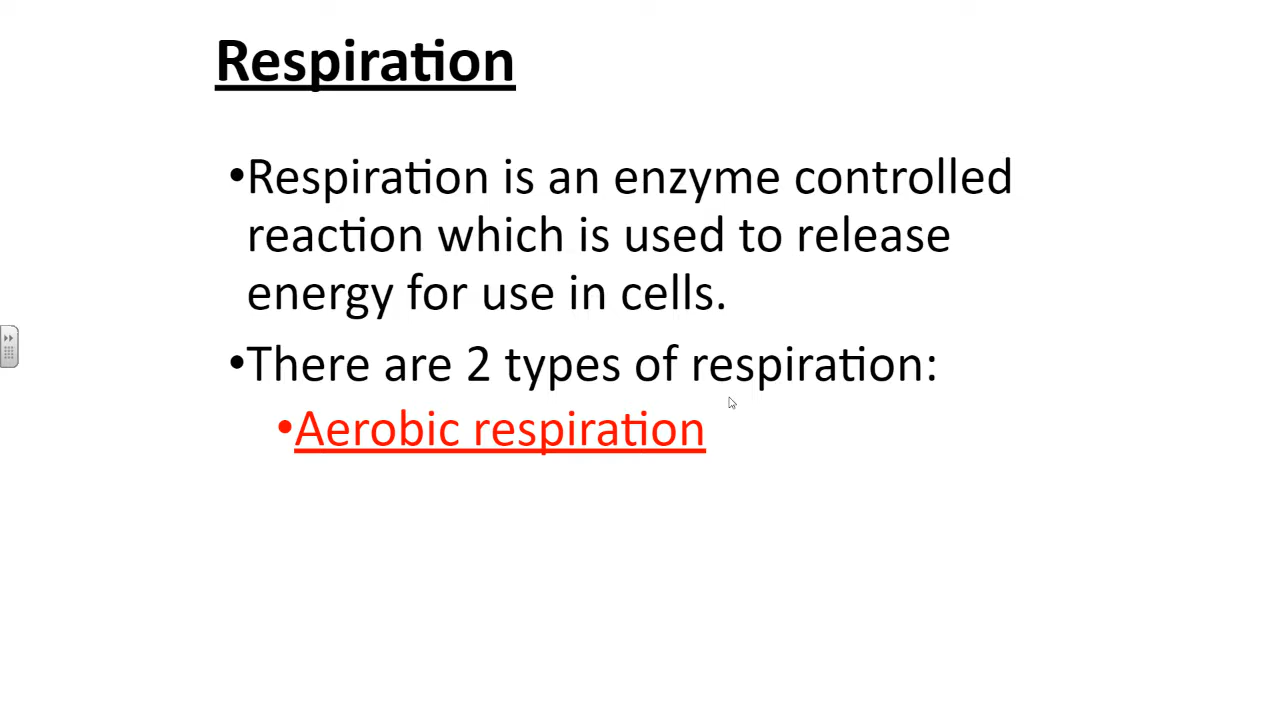 Respiration
•Respiration is an enzyme controlled
reaction which is used to release
energy for use in cells.
•There are 2 types of respiration:
•Aerobic respiration